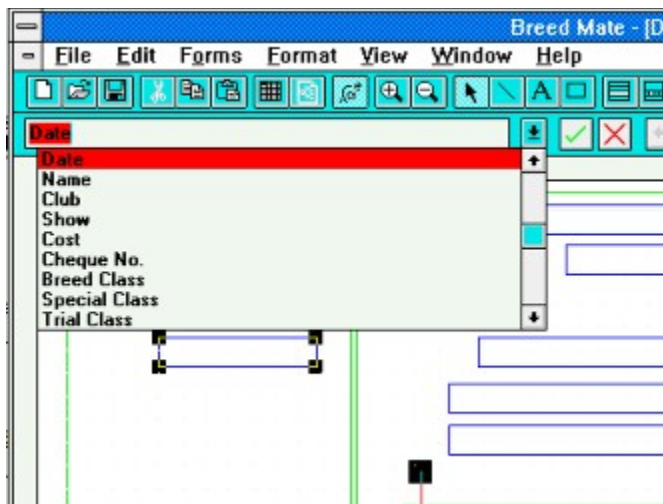 Breed Mate - [D
File Edit Forms Format View Window Help
A
Date
Date
Name
Club
Show
Cost
Cheque No.
Breed Class
Special Class
Trial Class